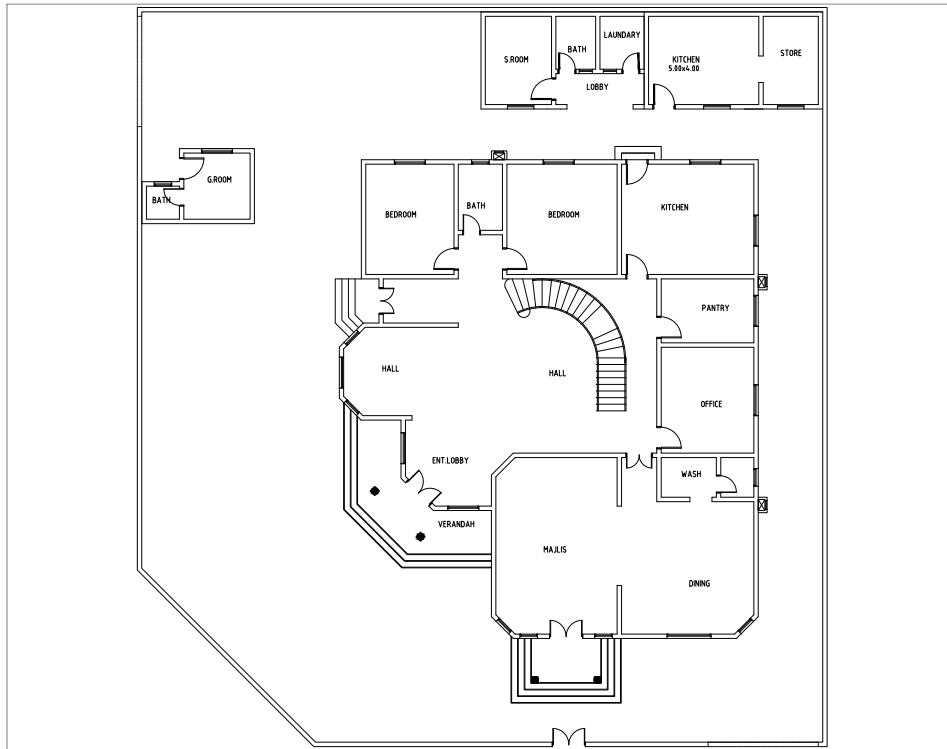 S.ROOM
BATH
LAUNDARY
KITCHEN
5.00x4.00
STORE
LOBBY
G.ROOM
BATH
BEDROOM
BATH
BEDROOM
KITCHEN
PANTRY
HALL
HALL
OFFICE
ENT.LOBBY
WASH
VERANDAH
MAJLIS
DINING